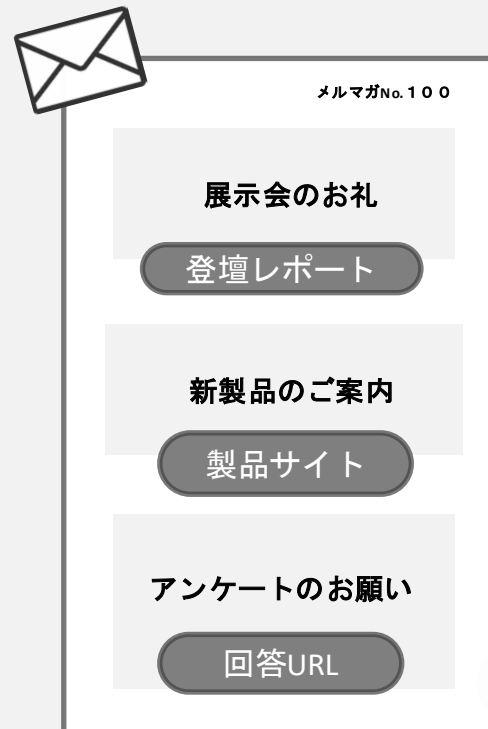 メルマガNo.１００
展示会のお礼
登壇レポート
新製品のご案内
製品サイト
アンケートのお願い
回答URL